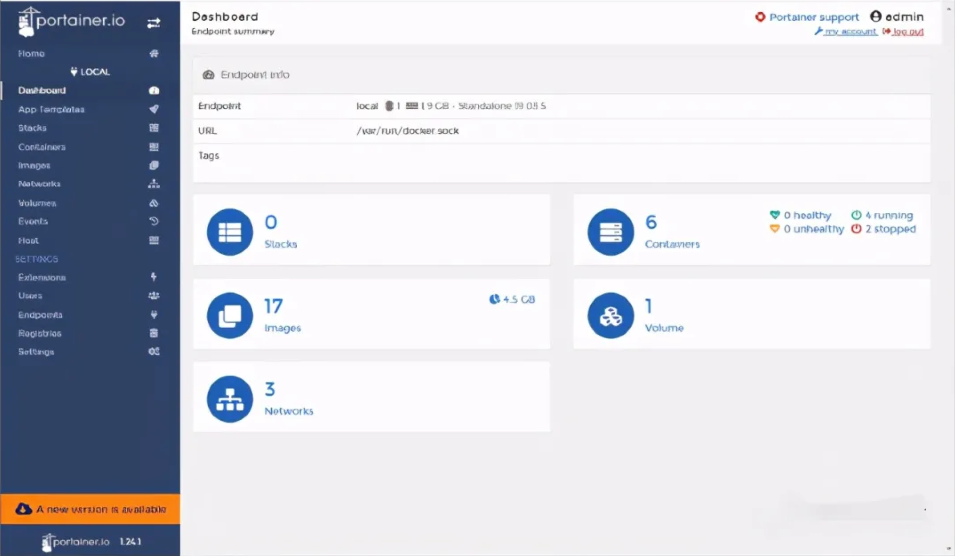 portainer.io
Home
LOCAL
Dashboard
App Templates
Stacks
Containers
Images
Networks
Volumes
Events
Host
SETTINGS
Extensions
Users
Endpoints
Registries
Settings
A new version is available
portainer.io 1.24.1
Dashboard
Endpoint summary
Portainer support admin
my account log out
Endpoint info
Endpoint local 1 1.9 GB - Standalone 19.03.5
URL /var/run/docker.sock
Tags
0
Stacks
6
Containers
0 healthy 4 running
0 unhealthy 2 stopped
17
Images
4.5 GB
1
Volume
3
Networks